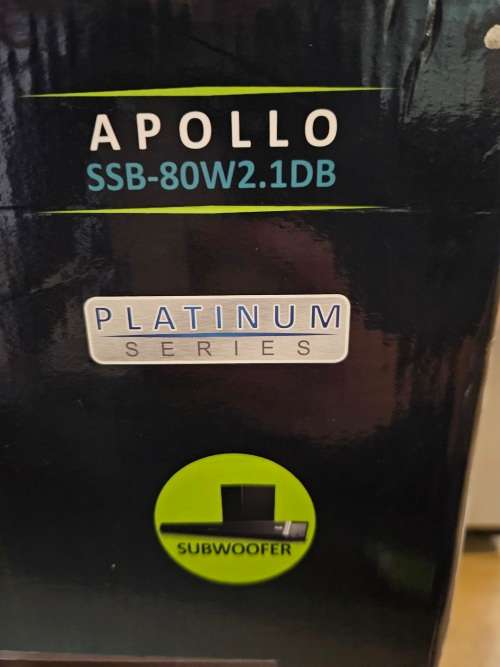 APOLLO
SSB-80W2.1DB
PLATINUM
SERIES
SUBWOOFER